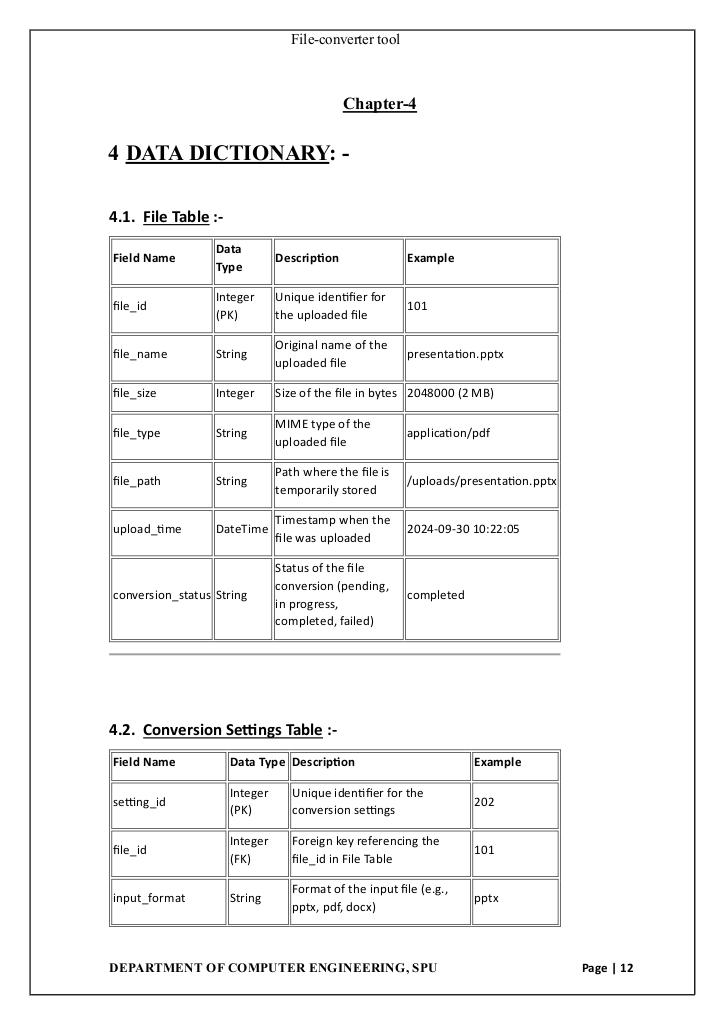 File-converter tool
Chapter-4
4 DATA DICTIONARY: -
4.1. File Table :-
Field Name | Data Type | Description | Example
file_id | Integer (PK) | Unique identifier for the uploaded file | 101
file_name | String | Original name of the uploaded file | presentation.pptx
file_size | Integer | Size of the file in bytes | 2048000 (2 MB)
file_type | String | MIME type of the uploaded file | application/pdf
file_path | String | Path where the file is temporarily stored | /uploads/presentation.pptx
upload_time | DateTime | Timestamp when the file was uploaded | 2024-09-30 10:22:05
conversion_status | String | Status of the file conversion (pending, in progress, completed, failed) | completed
4.2. Conversion Settings Table :-
Field Name | Data Type | Description | Example
setting_id | Integer (PK) | Unique identifier for the conversion settings | 202
file_id | Integer (FK) | Foreign key referencing the file_id in File Table | 101
input_format | String | Format of the input file (e.g., pptx, pdf, docx) | pptx
DEPARTMENT OF COMPUTER ENGINEERING, SPU
Page | 12